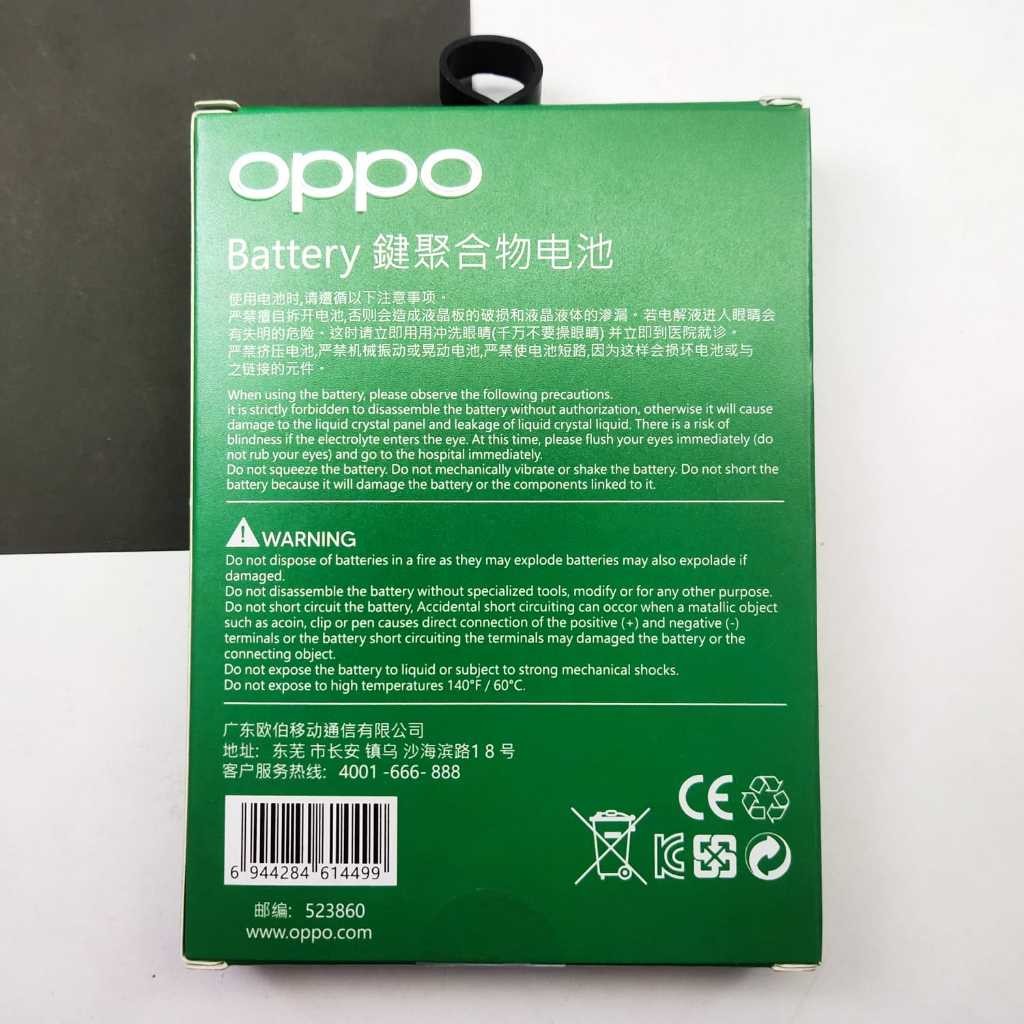 oppo
Battery 鍵聚合物电池
使用电池时,请遵循以下注意事项。
严禁擅自拆开电池,否则会造成液晶板的破损和液晶液体的渗漏。若电解液进人眼睛会
有失明的危险。这时请立即用用冲洗眼睛(千万不要操眼睛) 并立即到医院就诊。
严禁挤压电池,严禁机械振动或晃动电池,严禁使电池短路,因为这样会损坏电池或与
之链接的元件。
When using the battery, please observe the following precautions.
it is strictly forbidden to disassemble the battery without authorization, otherwise it will cause
damage to the liquid crystal panel and leakage of liquid crystal liquid. There is a risk of
blindness if the electrolyte enters the eye. At this time, please flush your eyes immediately (do
not rub your eyes) and go to the hospital immediately.
Do not squeeze the battery. Do not mechanically vibrate or shake the battery. Do not short the
battery because it will damage the battery or the components linked to it.
WARNING
Do not dispose of batteries in a fire as they may explode batteries may also expolade if
damaged.
Do not disassemble the battery without specialized tools, modify or for any other purpose.
Do not short circuit the battery, Accidental short circuiting can occor when a matallic object
such as acoin, clip or pen causes direct connection of the positive (+) and negative (-)
terminals or the battery short circuiting the terminals may damaged the battery or the
connecting object.
Do not expose the battery to liquid or subject to strong mechanical shocks.
Do not expose to high temperatures 140°F / 60°C.
广东欧伯移动通信有限公司
地址: 东芜 市长安 镇乌 沙海滨路1 8 号
客户服务热线: 4001 -666- 888
CE
6 944284 614499
邮编: 523860
www.oppo.com